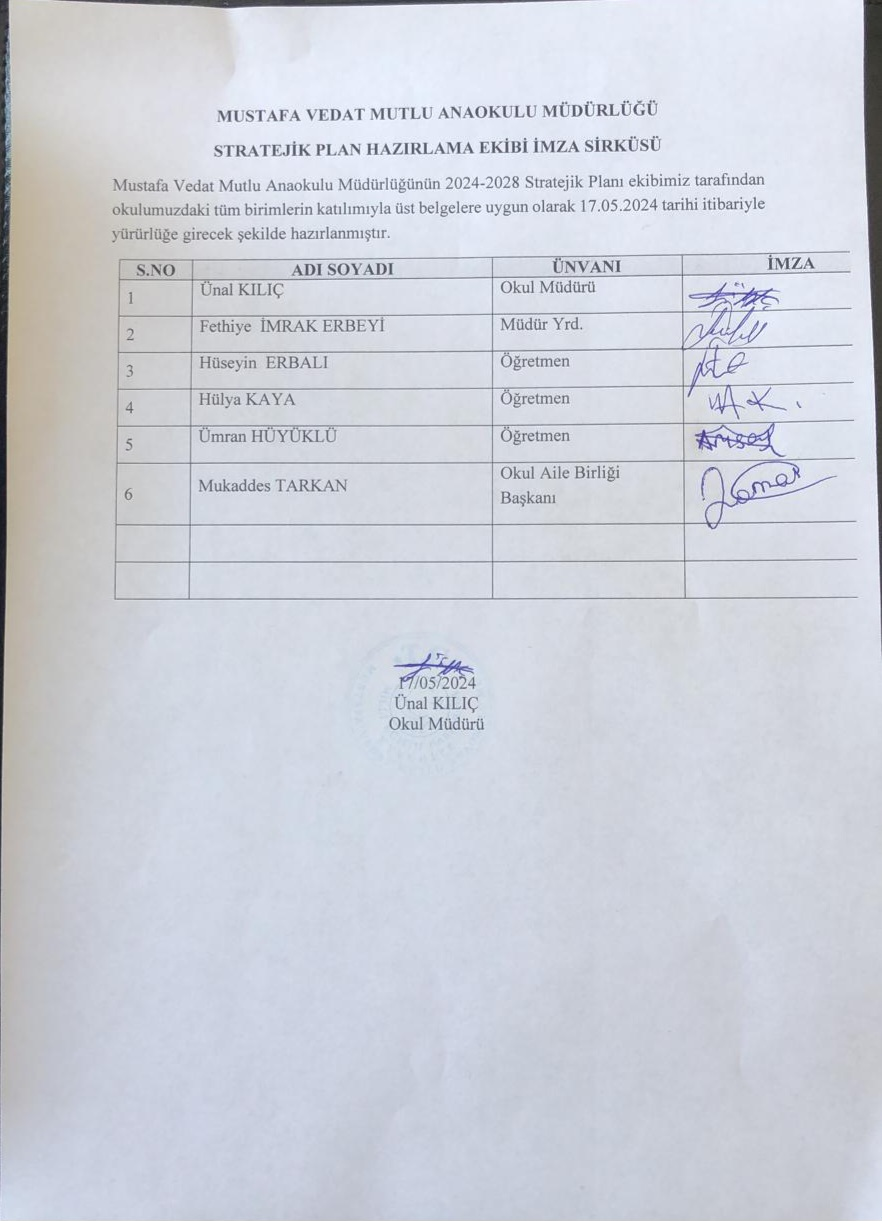 MUSTAFA VEDAT MUTLU ANAOKULU MÜDÜRLÜĞÜ
STRATEJİK PLAN HAZIRLAMA EKİBİ İMZA SİRKÜSÜ
Mustafa Vedat Mutlu Anaokulu Müdürlüğünün 2024-2028 Stratejik Planı ekibimiz tarafından
okulumuzdaki tüm birimlerin katılımıyla üst belgelere uygun olarak 17.05.2024 tarihi itibariyle
yürürlüğe girecek şekilde hazırlanmıştır.
S.NO ADI SOYADI ÜNVANI İMZA
1 Ünal KILIÇ Okul Müdürü
2 Fethiye İMRAK ERBEYİ Müdür Yrd.
3 Hüseyin ERBALI Öğretmen
4 Hülya KAYA Öğretmen
5 Ümran HÜYÜKLÜ Öğretmen
6 Mukaddes TARKAN Okul Aile Birliği
Başkanı
17/05/2024
Ünal KILIÇ
Okul Müdürü